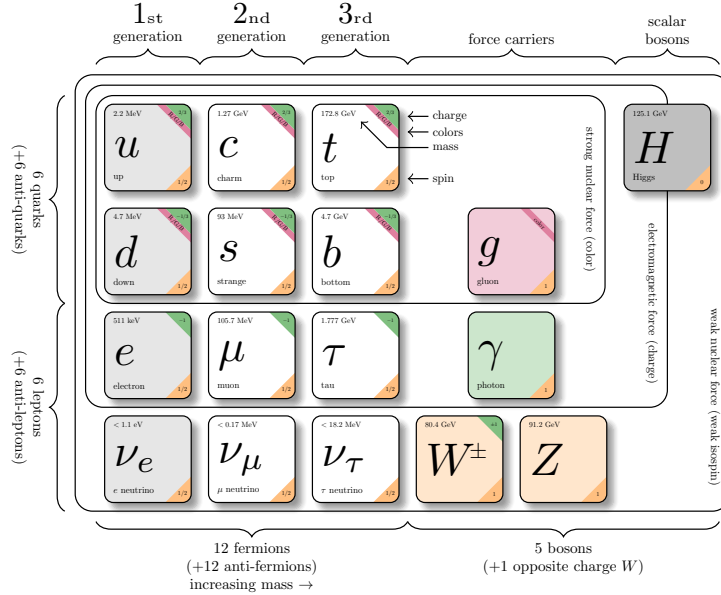 1st
generation
2nd
generation
3rd
generation
force carriers
scalar
bosons
6 quarks
(+6 anti-quarks)
6 leptons
(+6 anti-leptons)
2.2 MeV
2/3
R/G/B
u
up
1/2
1.27 GeV
2/3
R/G/B
c
charm
1/2
172.8 GeV
2/3
R/G/B
t
top
1/2
charge
colors
mass
spin
strong nuclear force (color)
125.1 GeV
H
Higgs
0
4.7 MeV
−1/3
R/G/B
d
down
1/2
93 MeV
−1/3
R/G/B
s
strange
1/2
4.7 GeV
−1/3
R/G/B
b
bottom
1/2
color
g
gluon
1
electromagnetic force (charge)
weak nuclear force (weak isospin)
511 keV
−1
e
electron
1/2
105.7 MeV
−1
μ
muon
1/2
1.777 GeV
−1
τ
tau
1/2
γ
photon
1
< 1.1 eV
νe
e neutrino
1/2
< 0.17 MeV
νμ
μ neutrino
1/2
< 18.2 MeV
ντ
τ neutrino
1/2
80.4 GeV
±1
W±
1
91.2 GeV
Z
1
12 fermions
(+12 anti-fermions)
increasing mass →
5 bosons
(+1 opposite charge W)